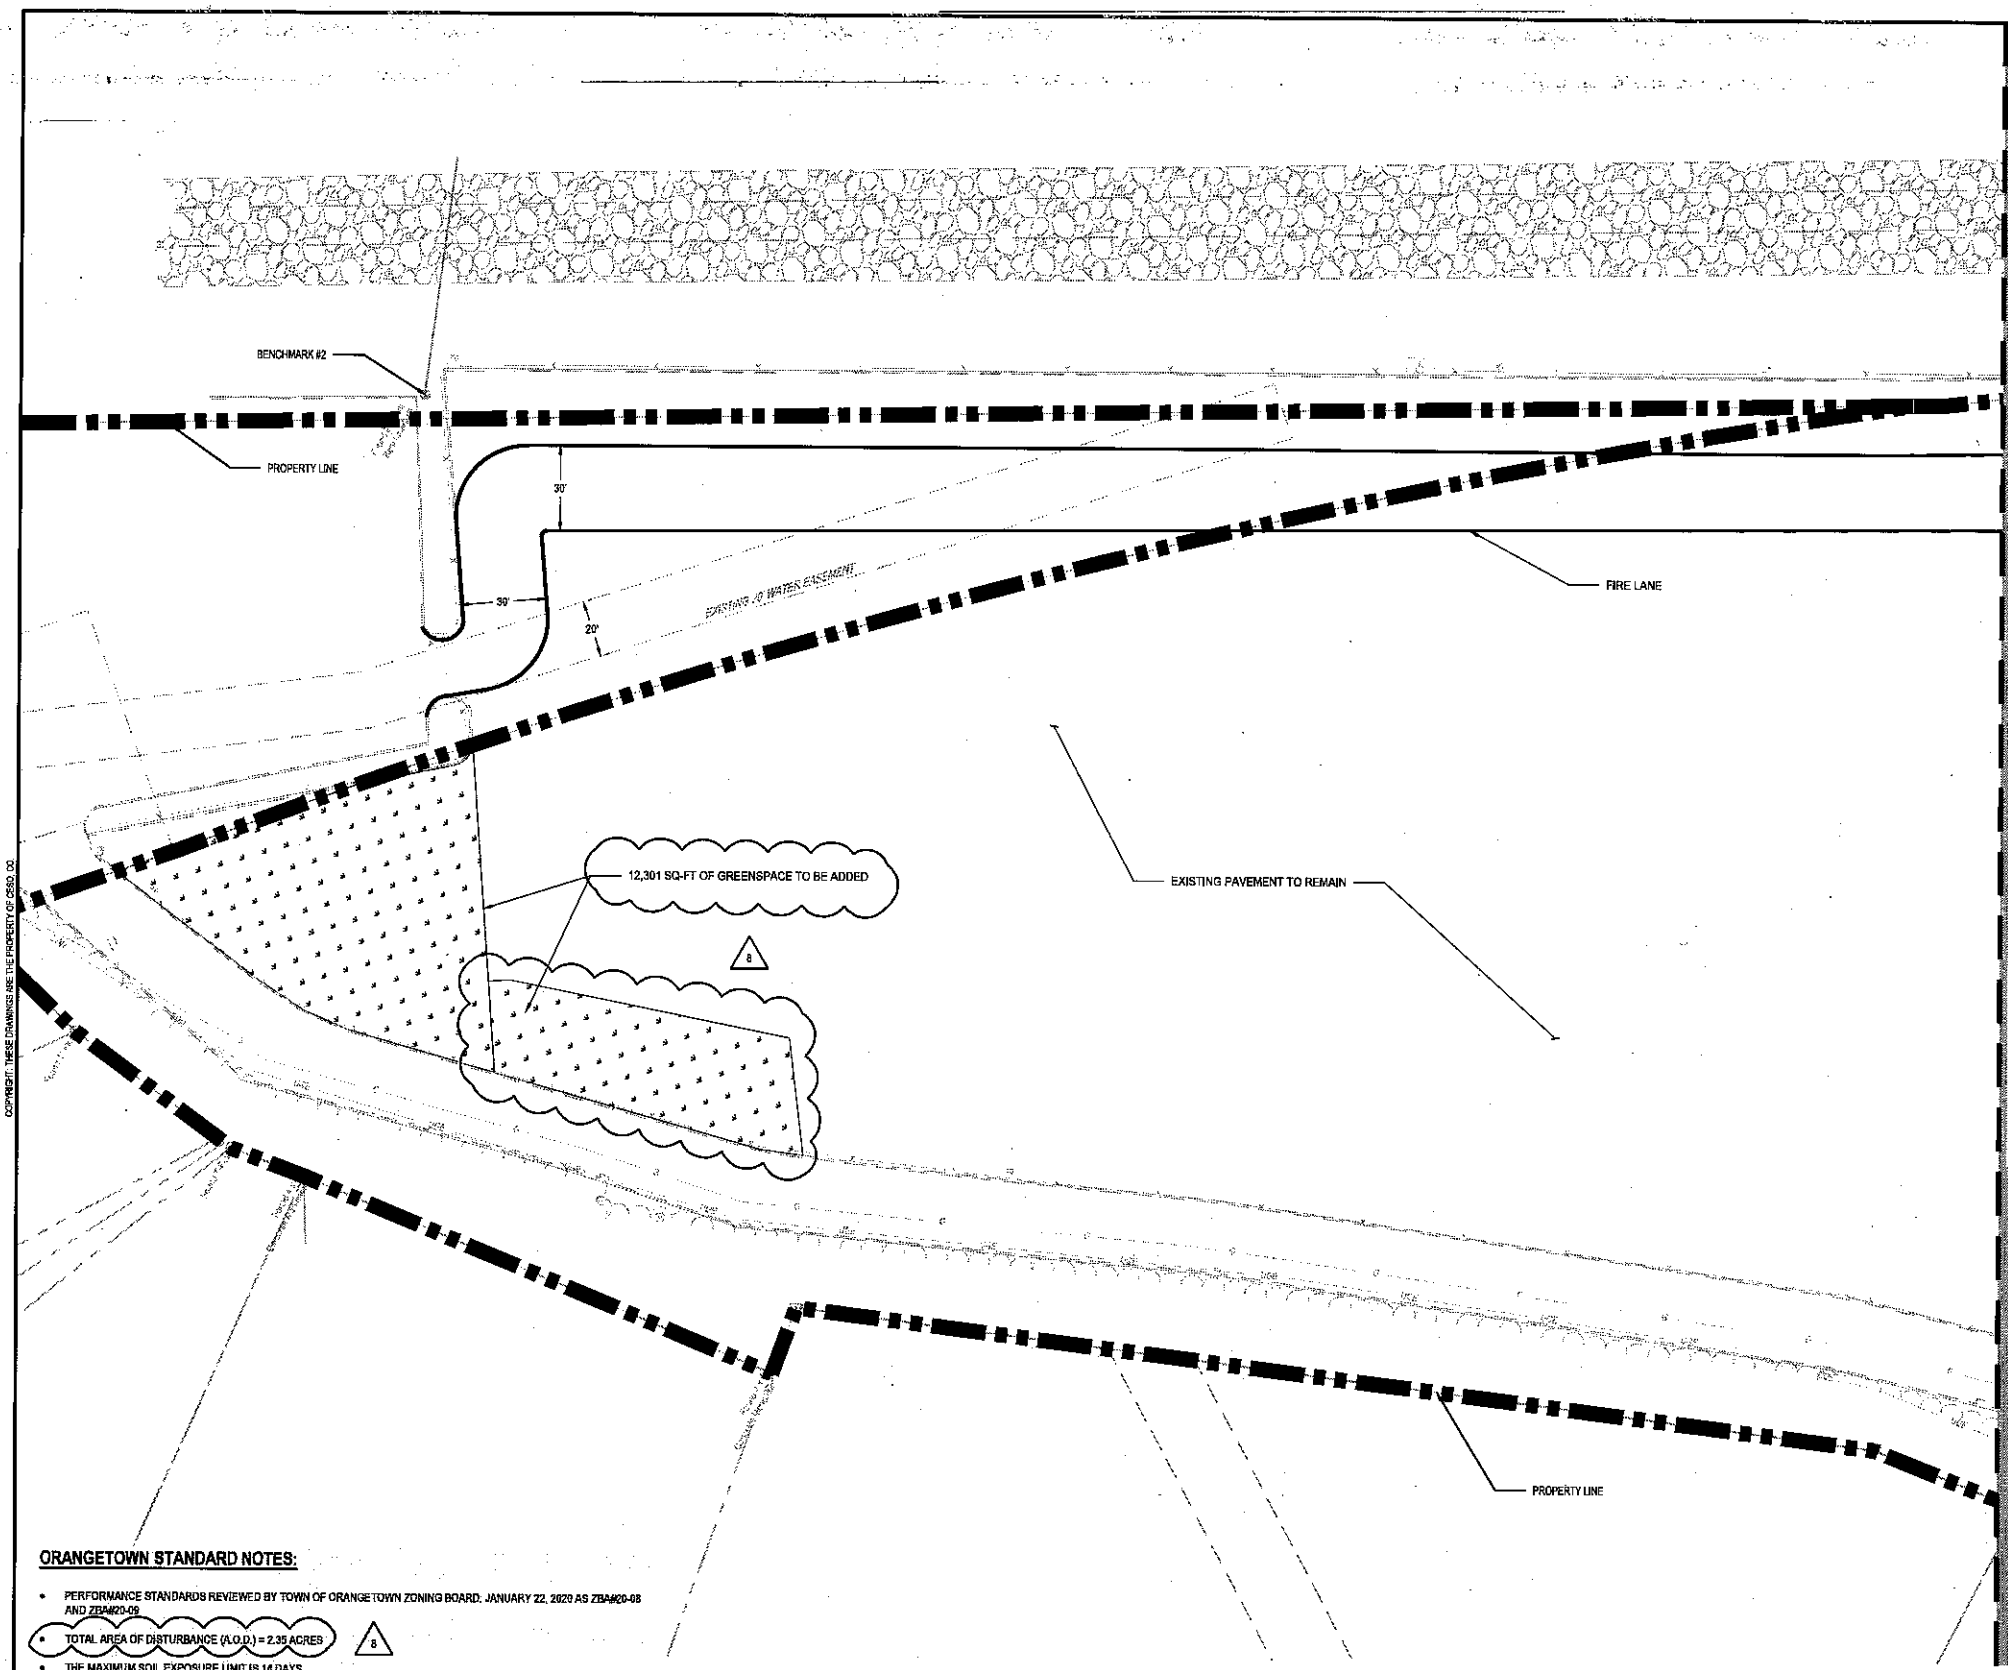 BENCHMARK #2
PROPERTY LINE
30'
30'
20'
WATER EASEMENT
FIRE LANE
12,301 SQ-FT OF GREENSPACE TO BE ADDED
8
EXISTING PAVEMENT TO REMAIN
PROPERTY LINE
COPYRIGHT: THESE DRAWINGS ARE THE PROPERTY OF
ORANGETOWN STANDARD NOTES:
• PERFORMANCE STANDARDS REVIEWED BY TOWN OF ORANGETOWN ZONING BOARD: JANUARY 22, 2020 AS ZBA#20-08
AND ZBA#20-09
• TOTAL AREA OF DISTURBANCE (A.O.D.) = 2.35 ACRES
8
• THE MAXIMUM SOIL EXPOSURE LIMIT IS 14 DAYS